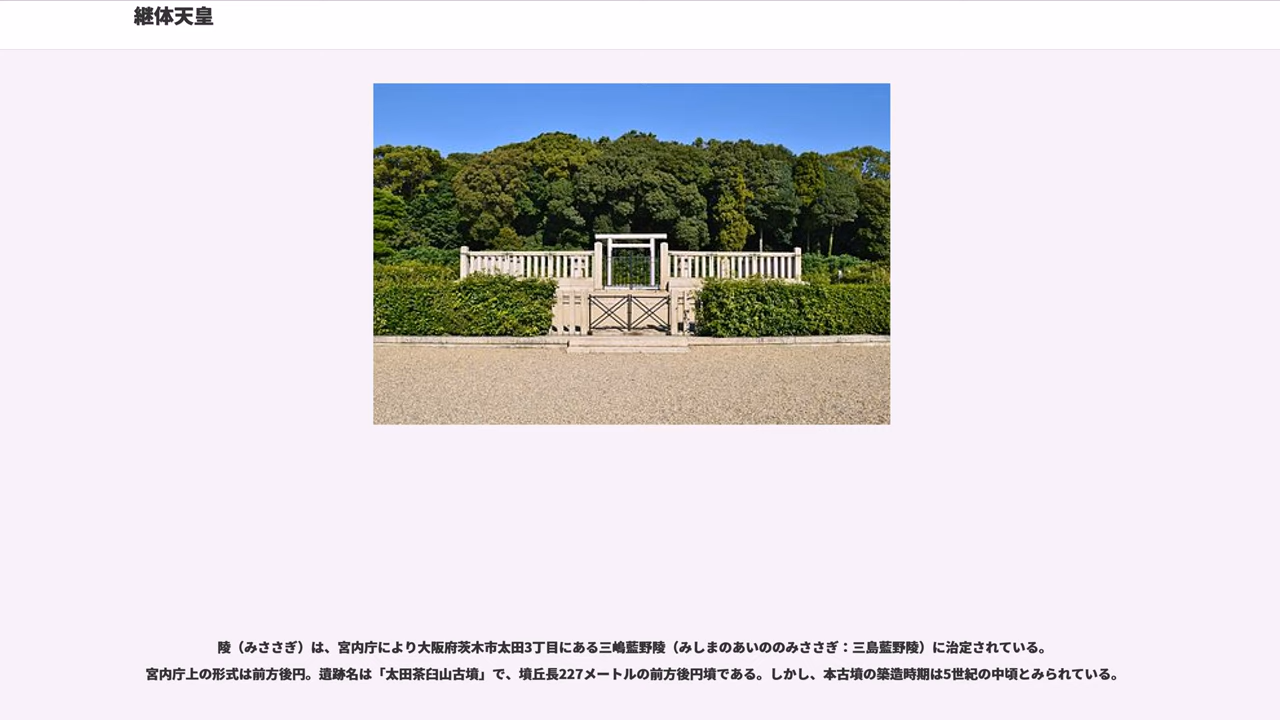 継体天皇
陵（みささぎ）は、宮内庁により大阪府茨木市太田3丁目にある三嶋藍野陵（みしまのあいののみささぎ：三島藍野陵）に治定されている。
宮内庁上の形式は前方後円。遺跡名は「太田茶臼山古墳」で、墳丘長227メートルの前方後円墳である。しかし、本古墳の築造時期は5世紀の中頃とみられている。